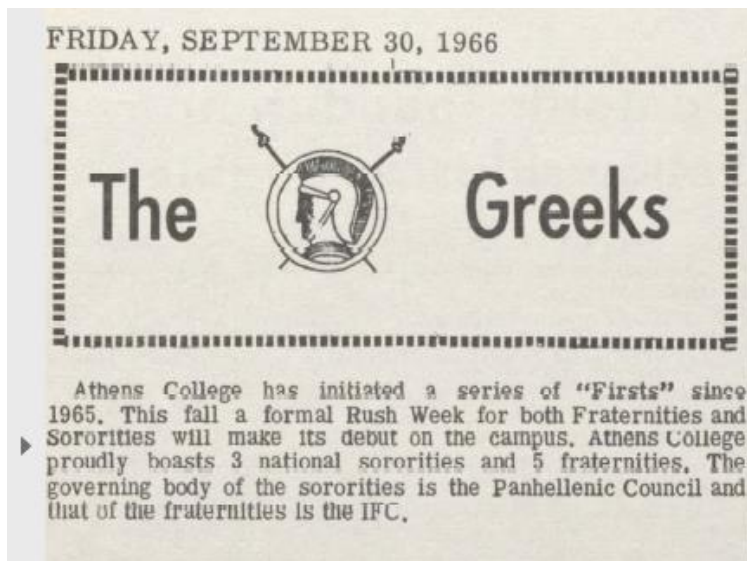 FRIDAY, SEPTEMBER 30, 1966
The Greeks
Athens College has initiated a series of “Firsts” since
1965. This fall a formal Rush Week for both Fraternities and
Sororities will make its debut on the campus. Athens College
proudly boasts 3 national sororities and 5 fraternities. The
governing body of the sororities is the Panhellenic Council and
that of the fraternities is the IFC.